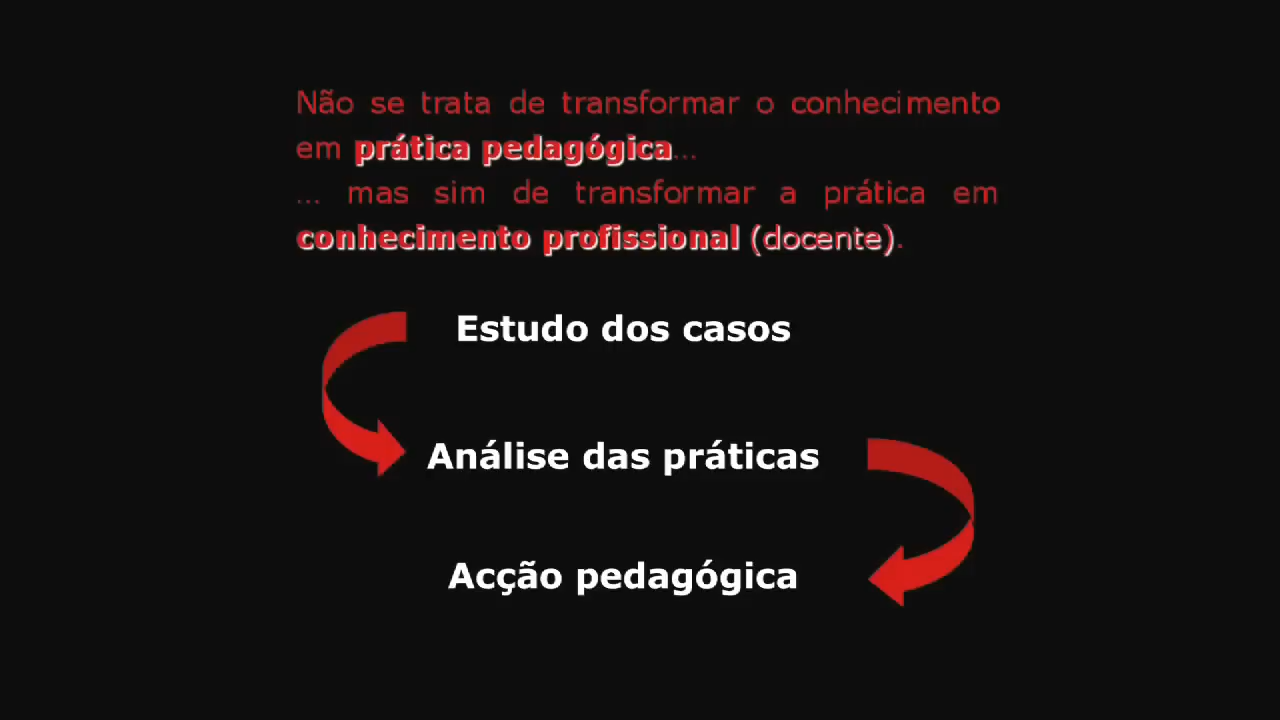 Não se trata de transformar o conhecimento
em prática pedagógica...
... mas sim de transformar a prática em
conhecimento profissional (docente).
Estudo dos casos
Análise das práticas
Acção pedagógica